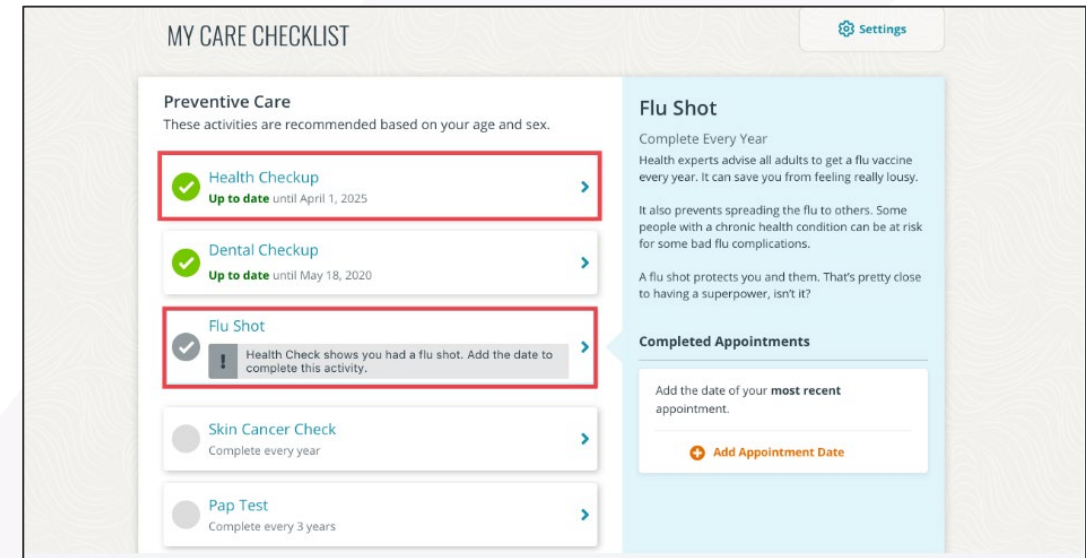 MY CARE CHECKLIST
Settings
Preventive Care
These activities are recommended based on your age and sex.
Health Checkup
Up to date until April 1, 2025
Dental Checkup
Up to date until May 18, 2020
Flu Shot
! Health Check shows you had a flu shot. Add the date to
complete this activity.
Skin Cancer Check
Complete every year
Pap Test
Complete every 3 years
Flu Shot
Complete Every Year
Health experts advise all adults to get a flu vaccine
every year. It can save you from feeling really lousy.
It also prevents spreading the flu to others. Some
people with a chronic health condition can be at risk
for some bad flu complications.
A flu shot protects you and them. That's pretty close
to having a superpower, isn't it?
Completed Appointments
Add the date of your most recent
appointment.
Add Appointment Date